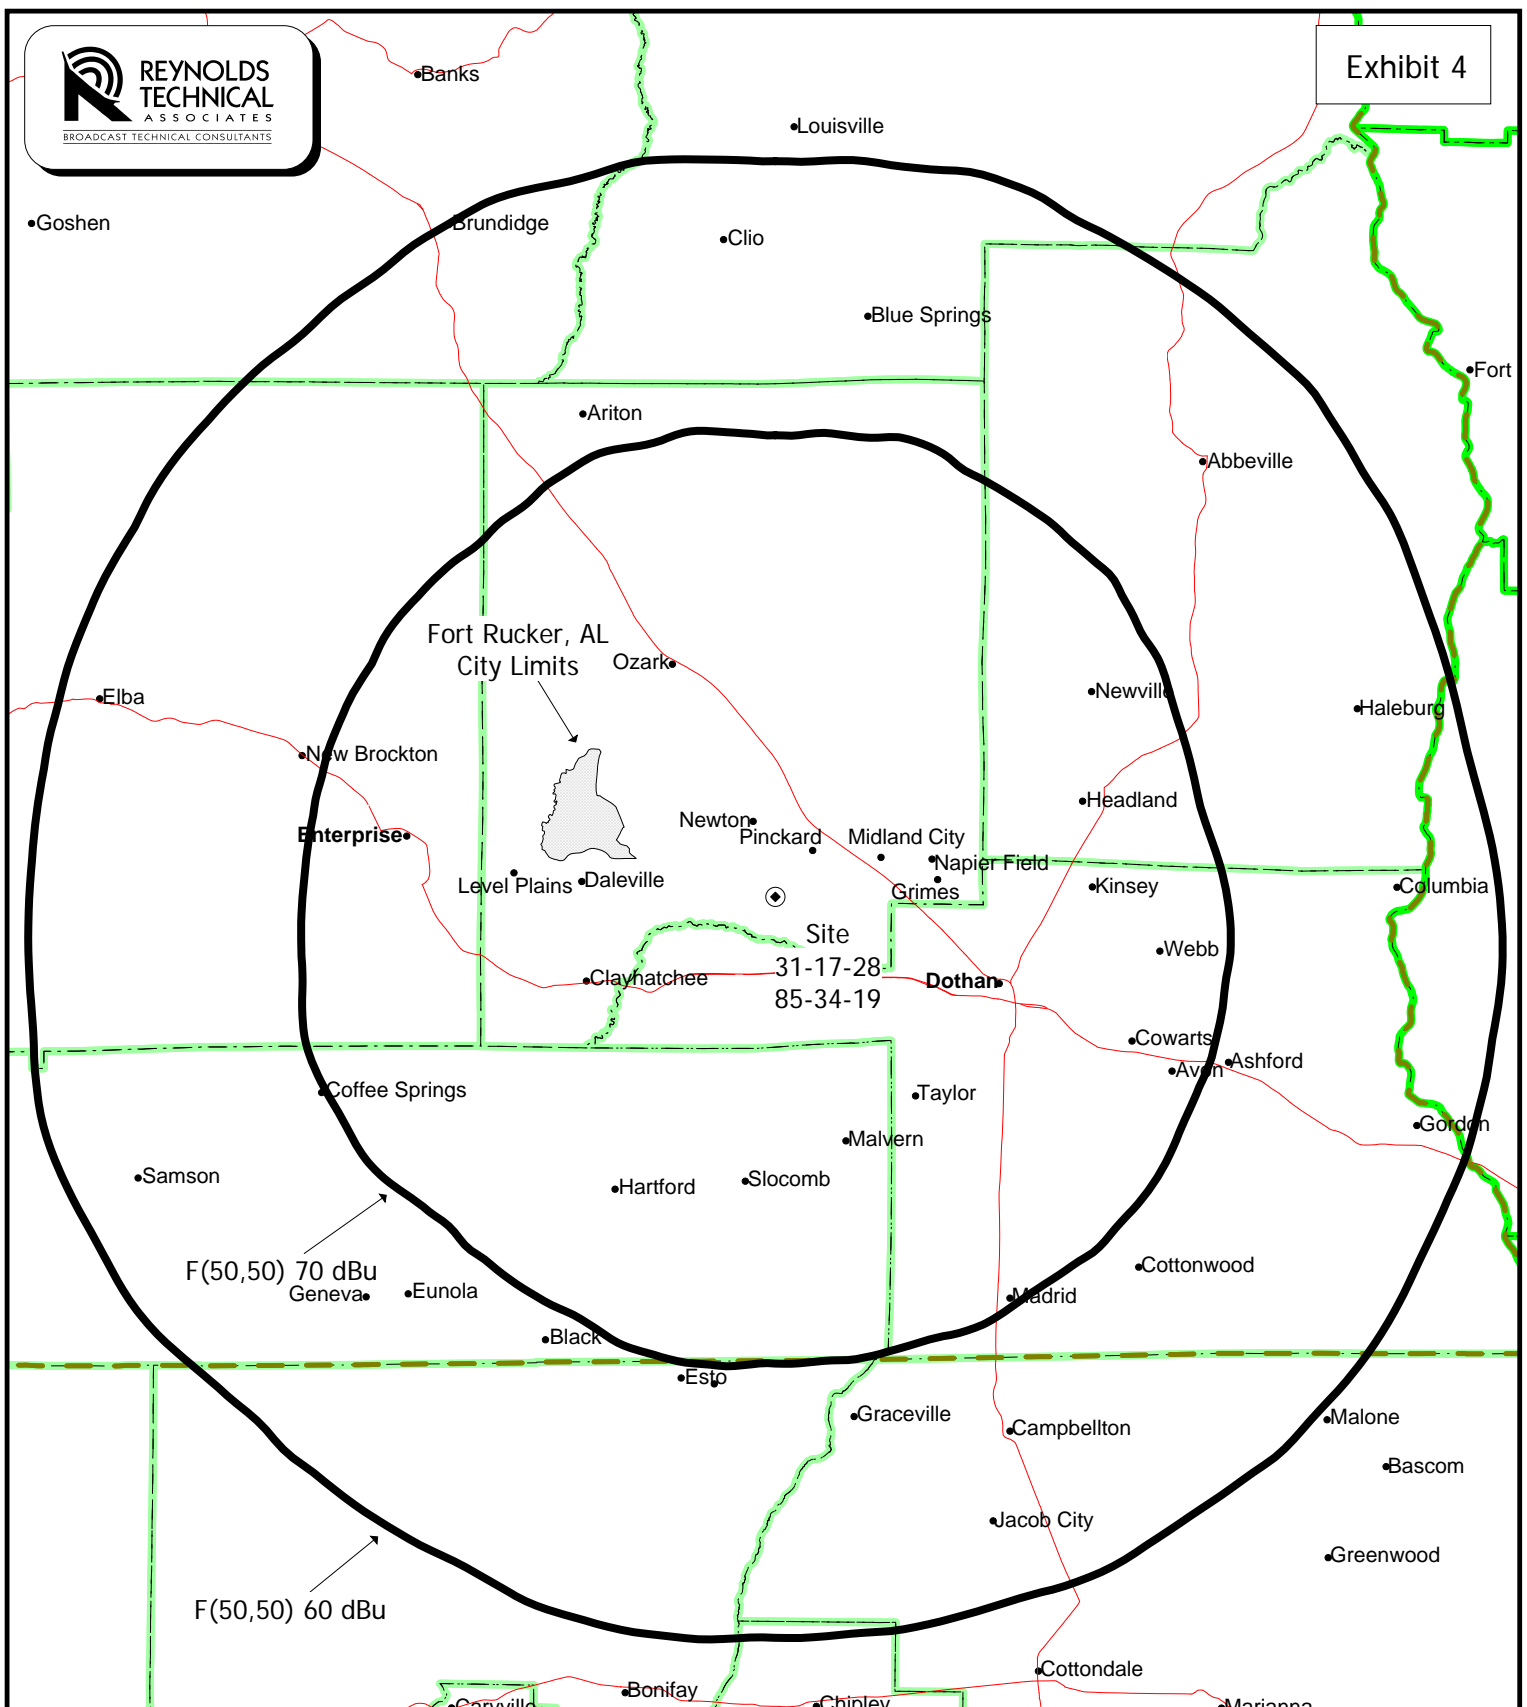 REYNOLDS
TECHNICAL
ASSOCIATES
BROADCAST TECHNICAL CONSULTANTS
Exhibit 4
Banks
Louisville
Goshen
Brundidge
Clio
Blue Springs
Fort
Ariton
Abbeville
Fort Rucker, AL
City Limits
Ozark
Newville
Elba
Haleburg
New Brockton
Headland
Newton
Enterprise
Pinckard
Midland City
Napier Field
Level Plains
Daleville
Grimes
Kinsey
Columbia
Site
31-17-28
85-34-19
Webb
Clayhatchee
Dothan
Cowarts
Avon
Ashford
Coffee Springs
Taylor
Gordon
Malvern
Samson
Hartford
Slocomb
F(50,50) 70 dBu
Cottonwood
Geneva
Eunola
Madrid
Black
Esto
Graceville
Campbellton
Malone
Bascom
Jacob City
Greenwood
F(50,50) 60 dBu
Cottondale
Bonifay
Caryville
Chipley
Marianna